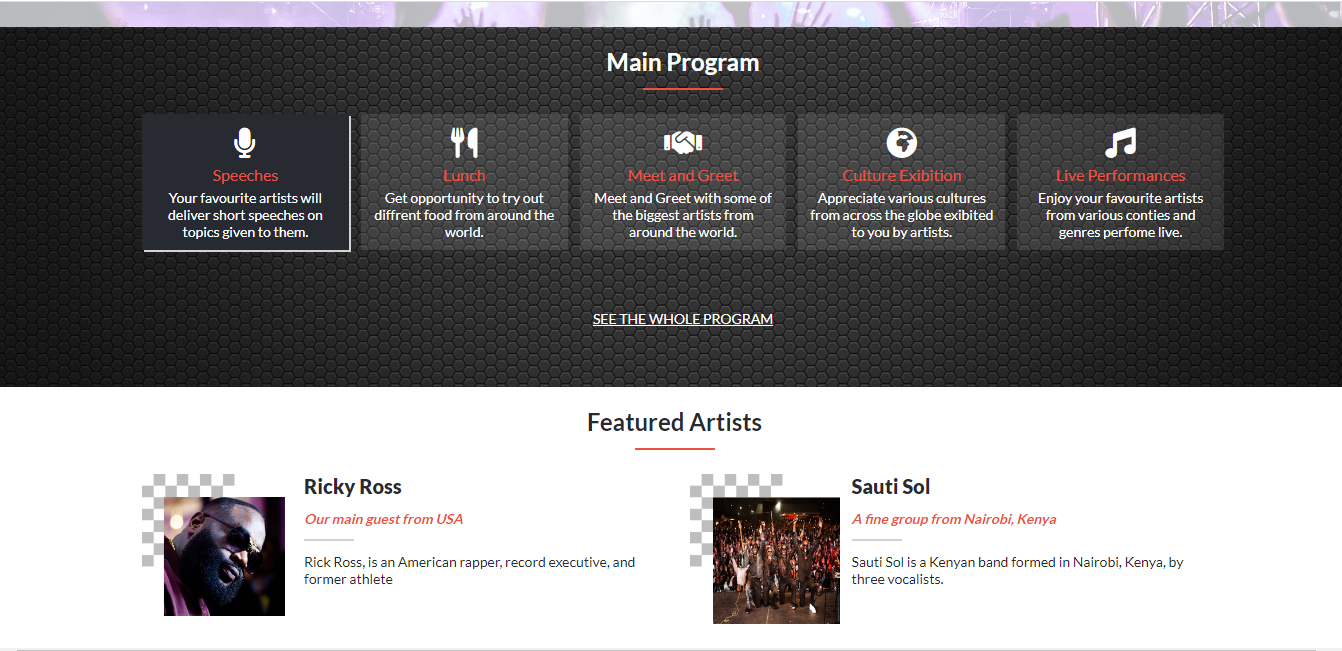 Main Program
Speeches
Your favourite artists will
deliver short speeches on
topics given to them.
Lunch
Get opportunity to try out
diffrent food from around the
world.
Meet and Greet
Meet and Greet with some of
the biggest artists from
around the world.
Culture Exibition
Appreciate various cultures
from across the globe exibited
to you by artists.
Live Performances
Enjoy your favourite artists
from various conties and
genres perfome live.
SEE THE WHOLE PROGRAM
Featured Artists
Ricky Ross
Our main guest from USA
Rick Ross, is an American rapper, record executive, and
former athlete
Sauti Sol
A fine group from Nairobi, Kenya
Sauti Sol is a Kenyan band formed in Nairobi, Kenya, by
three vocalists.